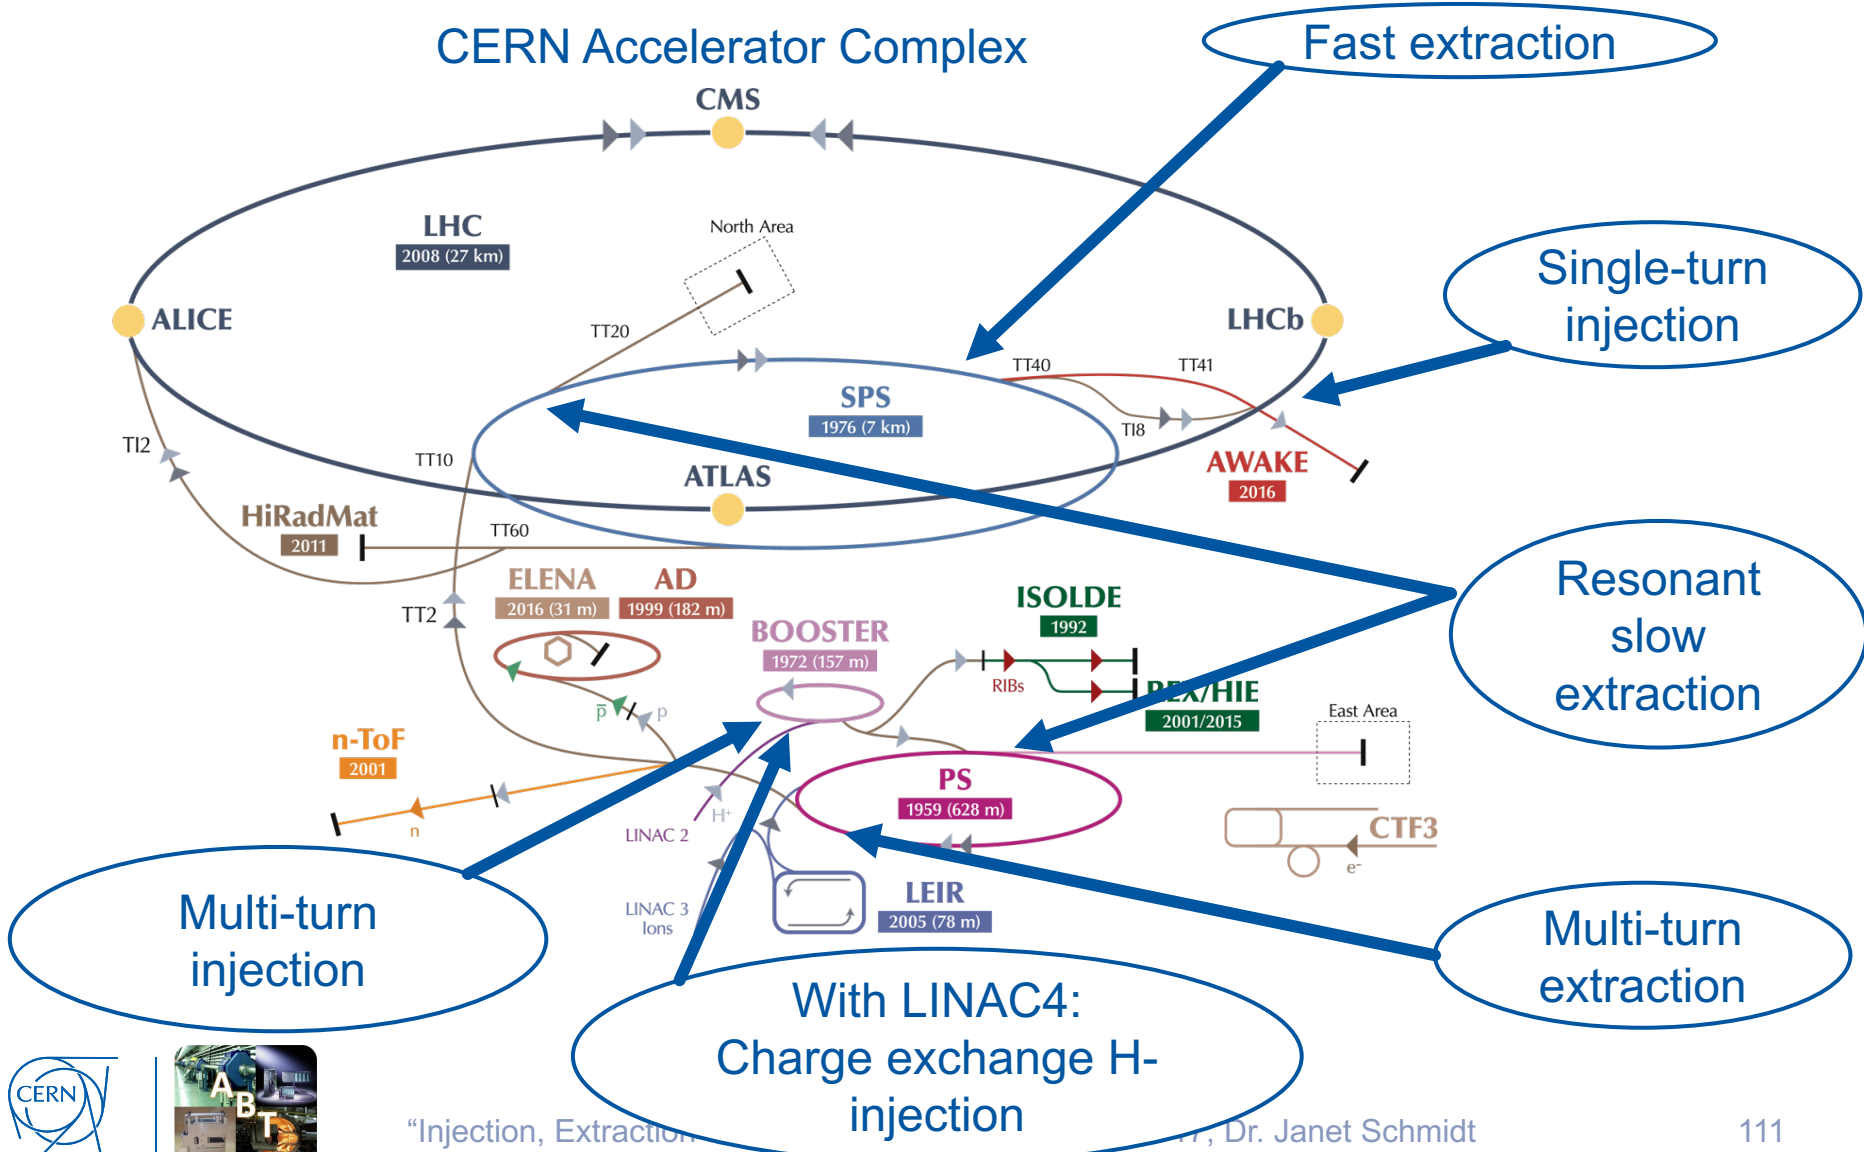 CERN Accelerator Complex
Fast extraction
CMS
LHC
2008 (27 km)
North Area
Single-turn
injection
ALICE
LHCb
TT20
TT40
TT41
SPS
1976 (7 km)
TI8
TI2
TT10
ATLAS
AWAKE
2016
HiRadMat
2011
TT60
Resonant
slow
extraction
ELENA
2016 (31 m)
AD
1999 (182 m)
ISOLDE
1992
TT2
BOOSTER
1972 (157 m)
RIBs
REX/HIE
2001/2015
East Area
p̅
p
n-ToF
2001
PS
1959 (628 m)
H+
n
LINAC 2
CTF3
e-
LEIR
2005 (78 m)
LINAC 3
Ions
Multi-turn
injection
Multi-turn
extraction
With LINAC4:
Charge exchange H-
injection
CERN
A
B
T
“Injection, Extraction 7, Dr. Janet Schmidt
111